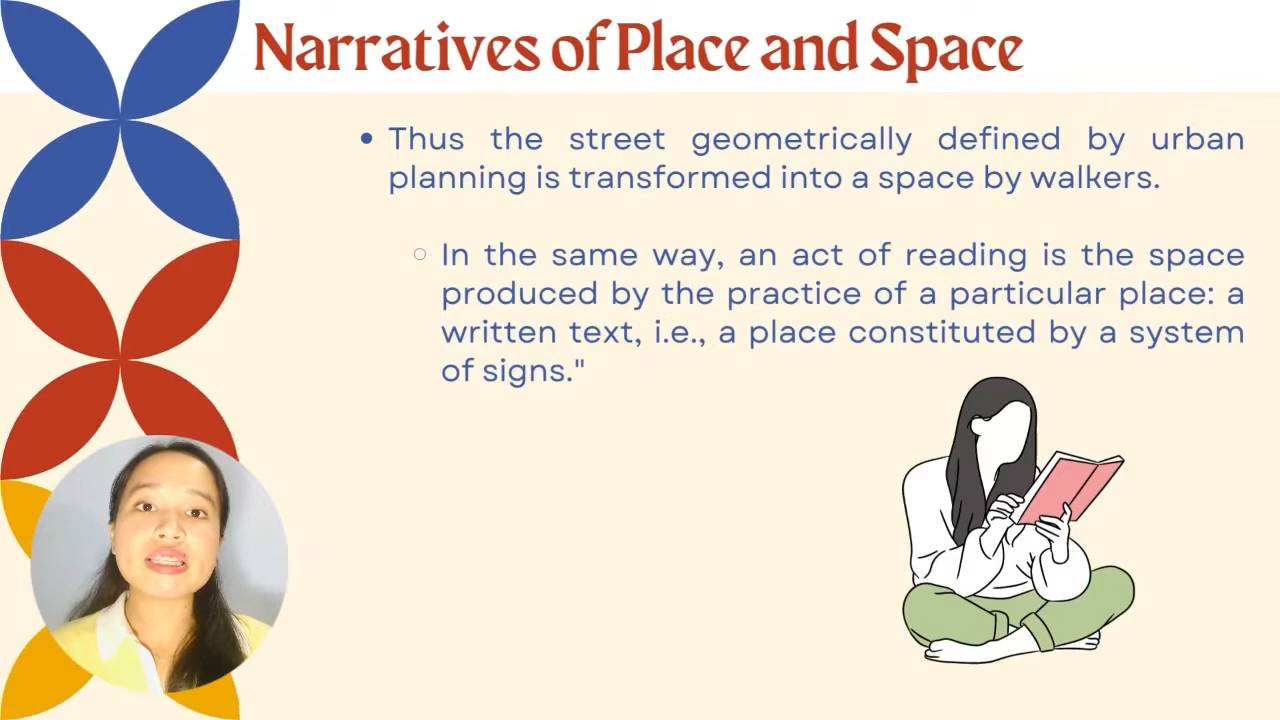 Narratives of Place and Space
• Thus the street geometrically defined by urban
planning is transformed into a space by walkers.
○ In the same way, an act of reading is the space
produced by the practice of a particular place: a
written text, i.e., a place constituted by a system
of signs."